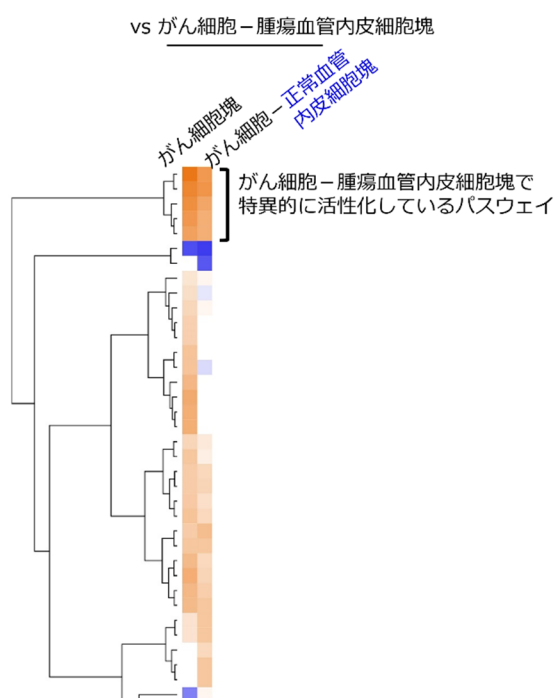 vs がん細胞－腫瘍血管内皮細胞塊
がん細胞塊
がん細胞－正常血管
内皮細胞塊
がん細胞－腫瘍血管内皮細胞塊で
特異的に活性化しているパスウェイ